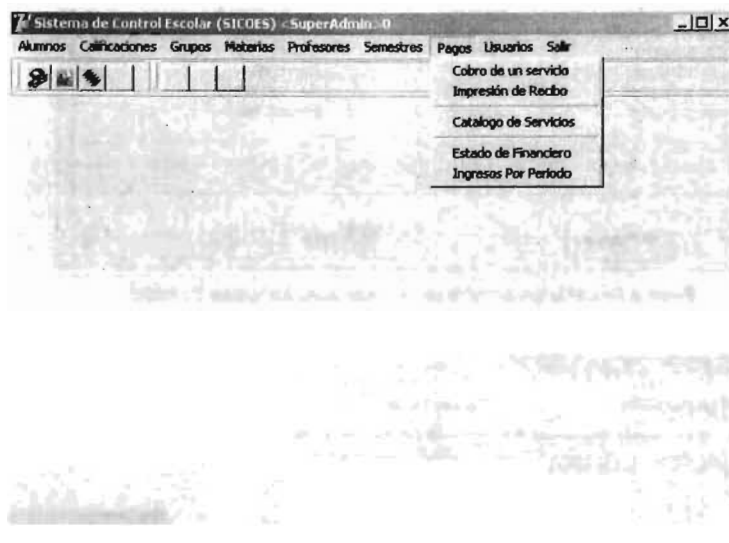 Sistema de Control Escolar (SICOES) <SuperAdmin: 0
Alumnos Calificaciones Grupos Materias Profesores Semestres Pagos Usuarios Salir
Cobro de un servicio
Impresión de Recibo
Catalogo de Servicios
Estado de Financiero
Ingresos Por Periodo